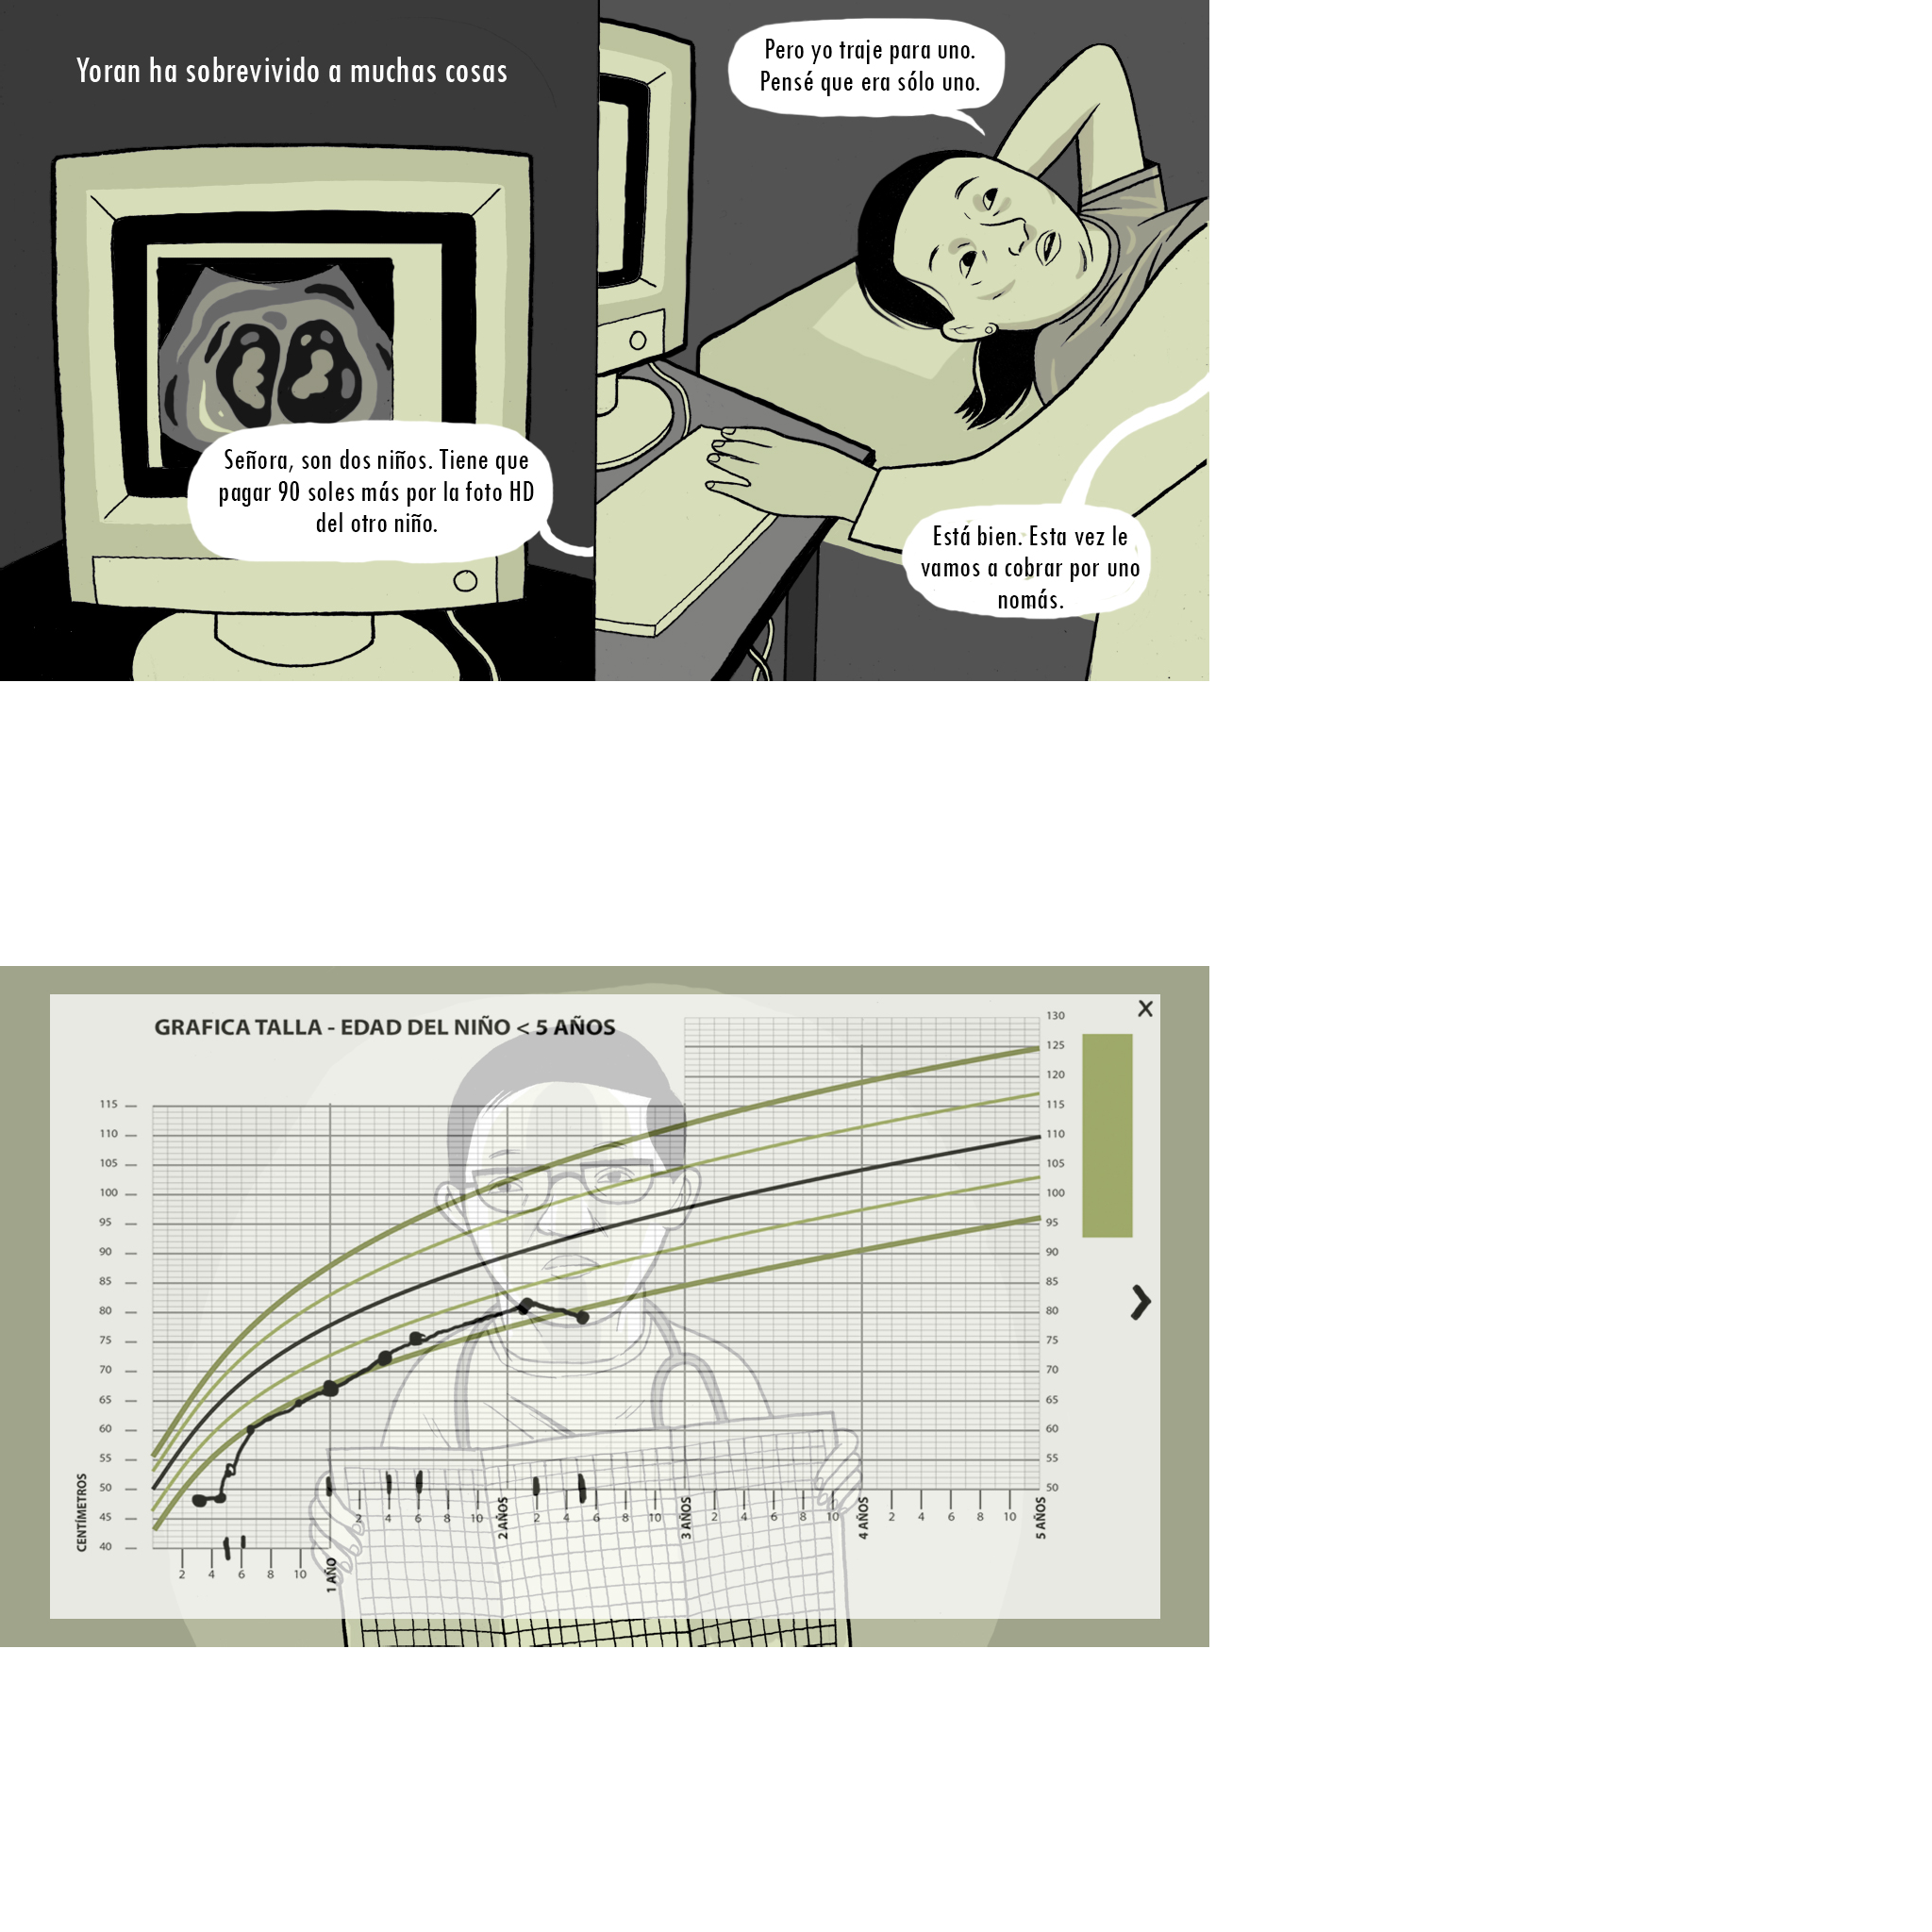 Yoran ha sobrevivido a muchas cosas
Señora, son dos niños. Tiene que
pagar 90 soles más por la foto HD
del otro niño.
Pero yo traje para uno.
Pensé que era sólo uno.
Está bien. Esta vez le
vamos a cobrar por uno
nomás.
GRAFICA TALLA - EDAD DEL NIÑO < 5 AÑOS
X
130
125
120
115
110
105
100
95
90
85
80
75
70
65
60
55
50
115
110
105
100
95
90
85
80
75
70
65
60
55
50
45
40
CENTÍMETROS
2 4 6 8 10 1 AÑO
2 4 6 8 10 2 AÑOS
2 4 6 8 10 3 AÑOS
2 4 6 8 10 4 AÑOS
2 4 6 8 10 5 AÑOS